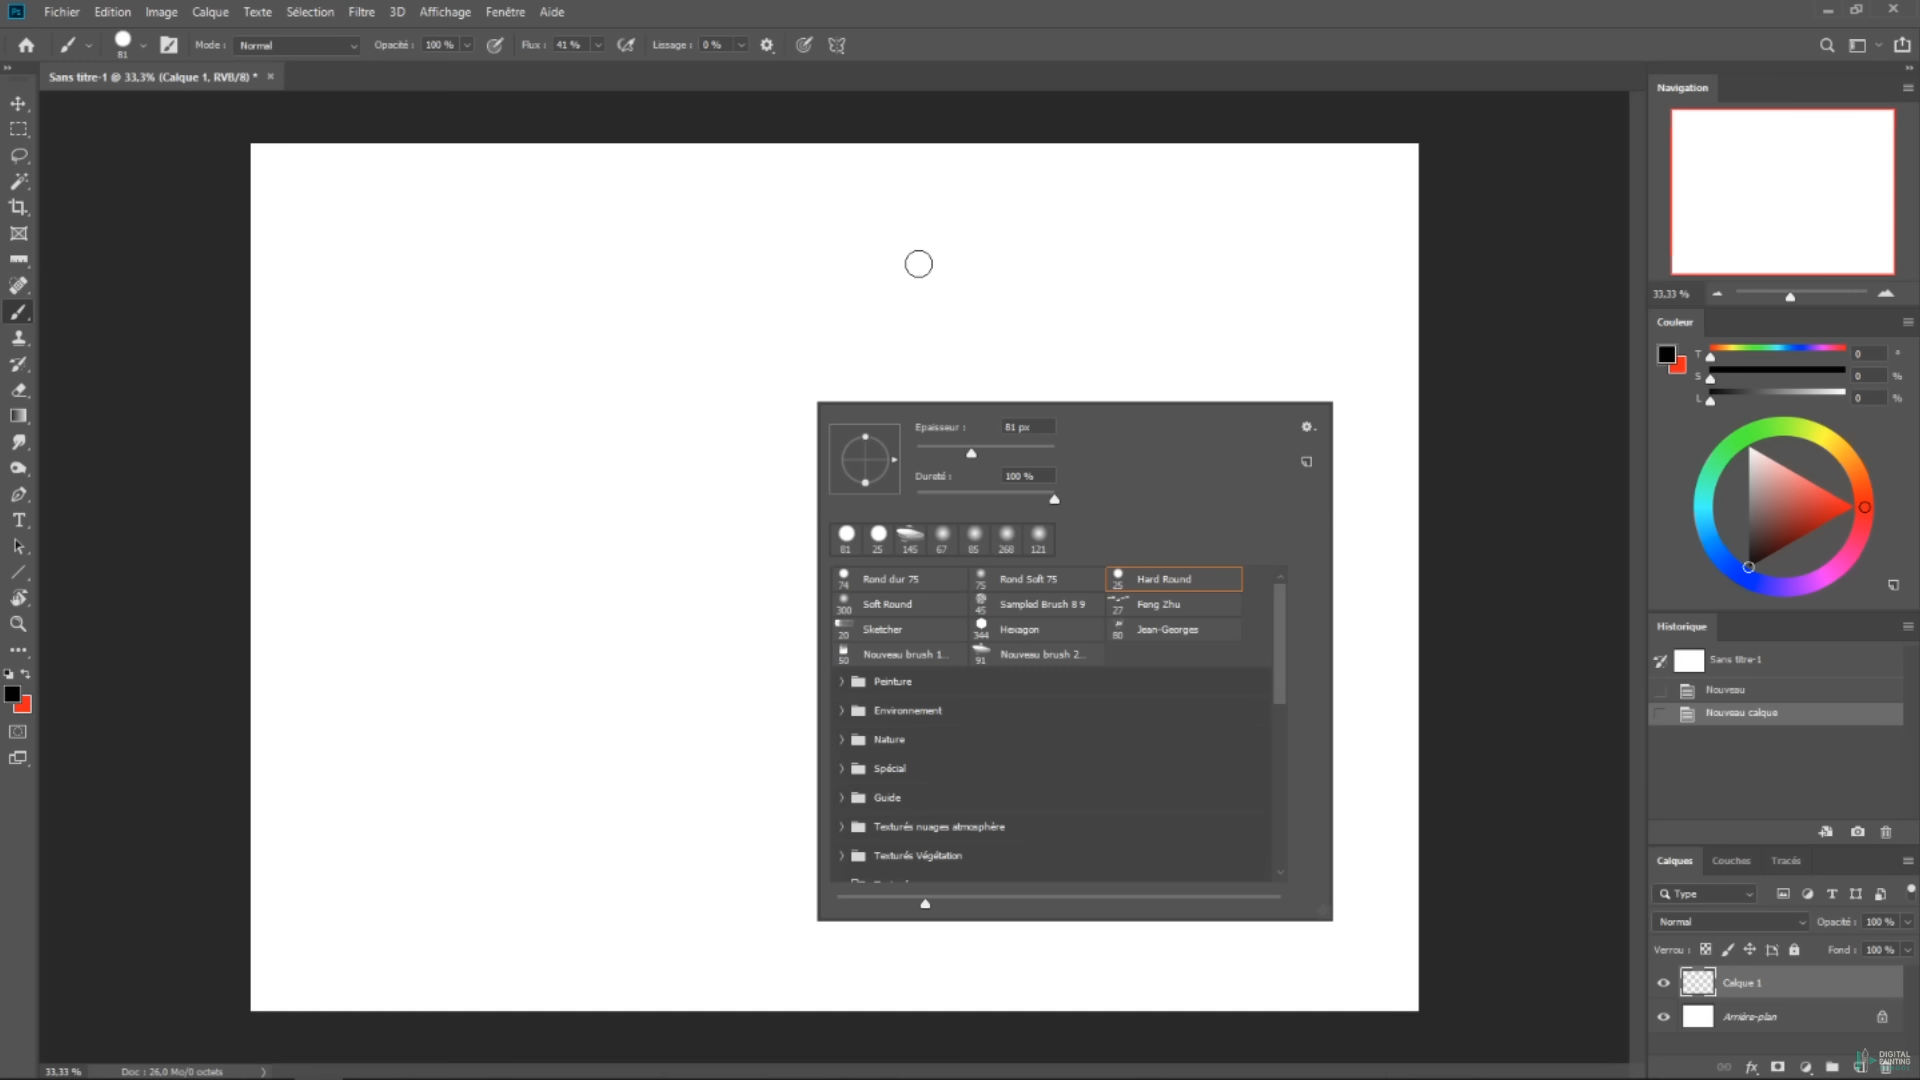 Ps Fichier Edition Image Calque Texte Sélection Filtre 3D Affichage Fenêtre Aide
81 Mode : Normal Opacité : 100 % Flux : 41 % Lissage : 0 %
Sans titre-1 @ 33,3% (Calque 1, RVB/8) * ×
Navigation
33,33 %
Couleur
T 0 °
S 0 %
L 0 %
Epaisseur : 81 px
Dureté : 100 %
81 25 145 67 85 268 121
74 Rond dur 75 75 Rond Soft 75 25 Hard Round
300 Soft Round 45 Sampled Brush 8 9 27 Feng Zhu
20 Sketcher 344 Hexagon 80 Jean-Georges
50 Nouveau brush 1... 91 Nouveau brush 2...
Peinture
Environnement
Nature
Spécial
Guide
Texturés nuages atmosphère
Texturés Végétation
Historique
Sans titre-1
Nouveau
Nouveau calque
Calques Couches Tracés
Type
Normal Opacité : 100 %
Verrou : Fond : 100 %
Calque 1
Arrière-plan
fx
DIGITAL
PAINTING
33,33 % Doc : 26,0 Mo/0 octets